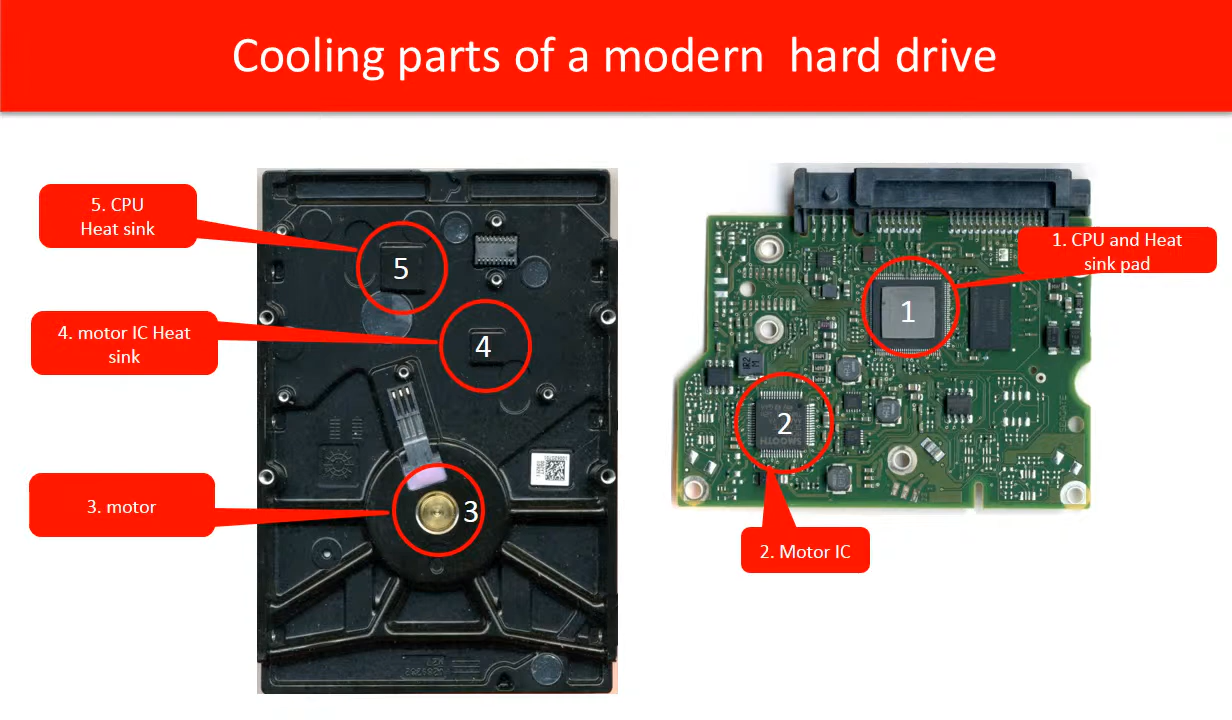 Cooling parts of a modern  hard drive
5. CPU
Heat sink
5
4. motor IC Heat
sink
4
3. motor
3
1. CPU and Heat
sink pad
1
2
SMOOTH
2. Motor IC